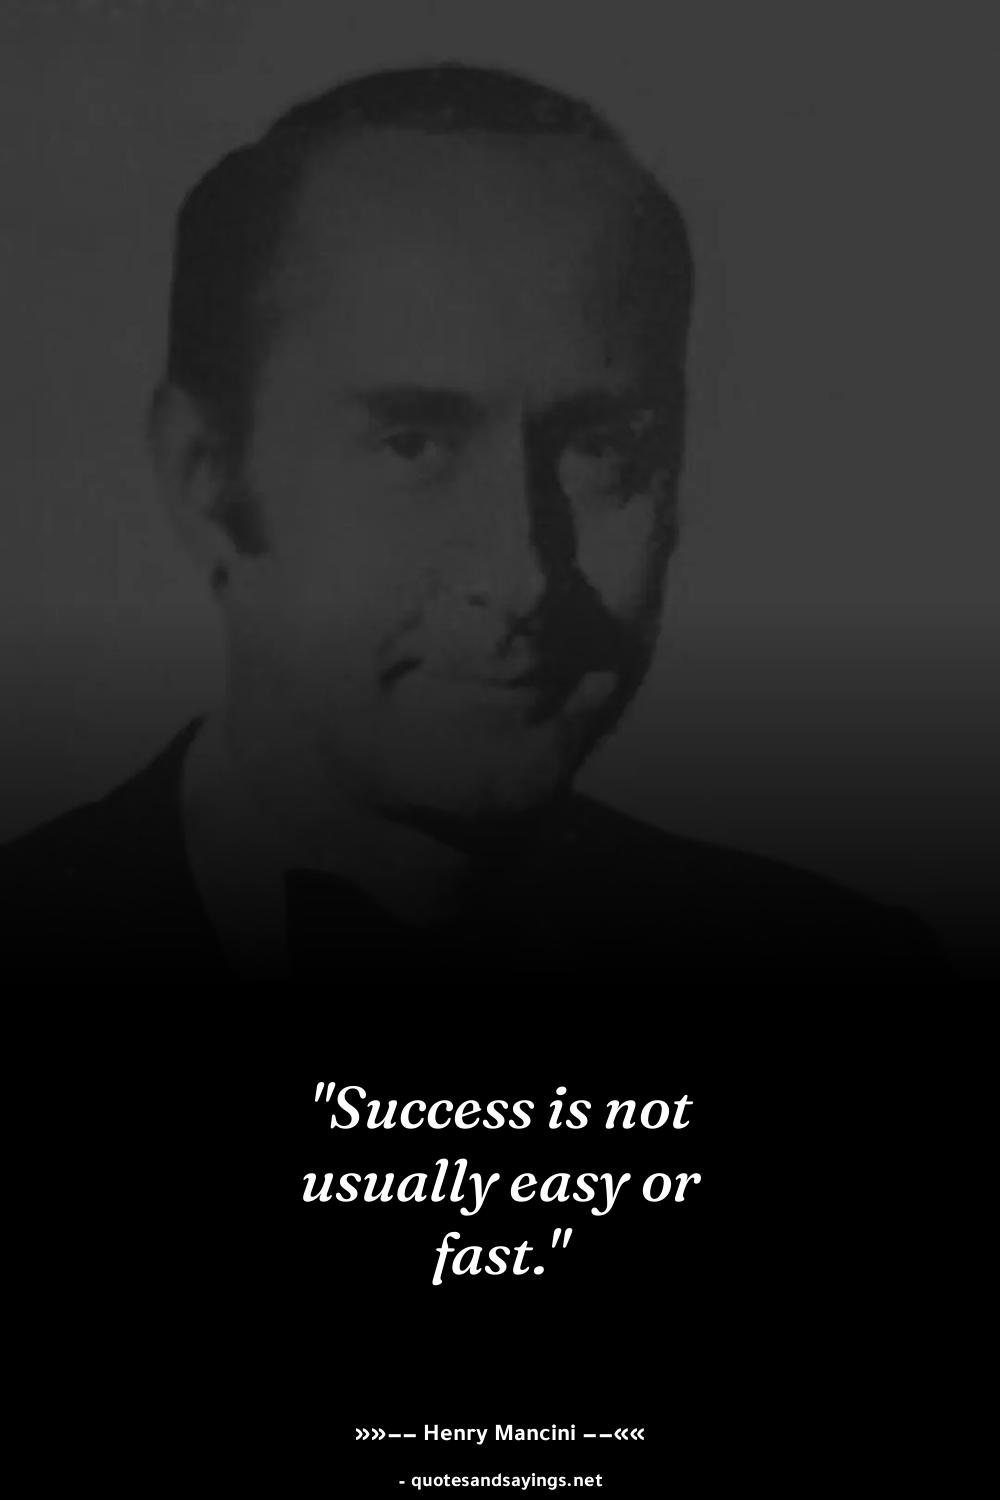 "Success is not
usually easy or
fast."
»»−− Henry Mancini −−««
- quotesandsayings.net